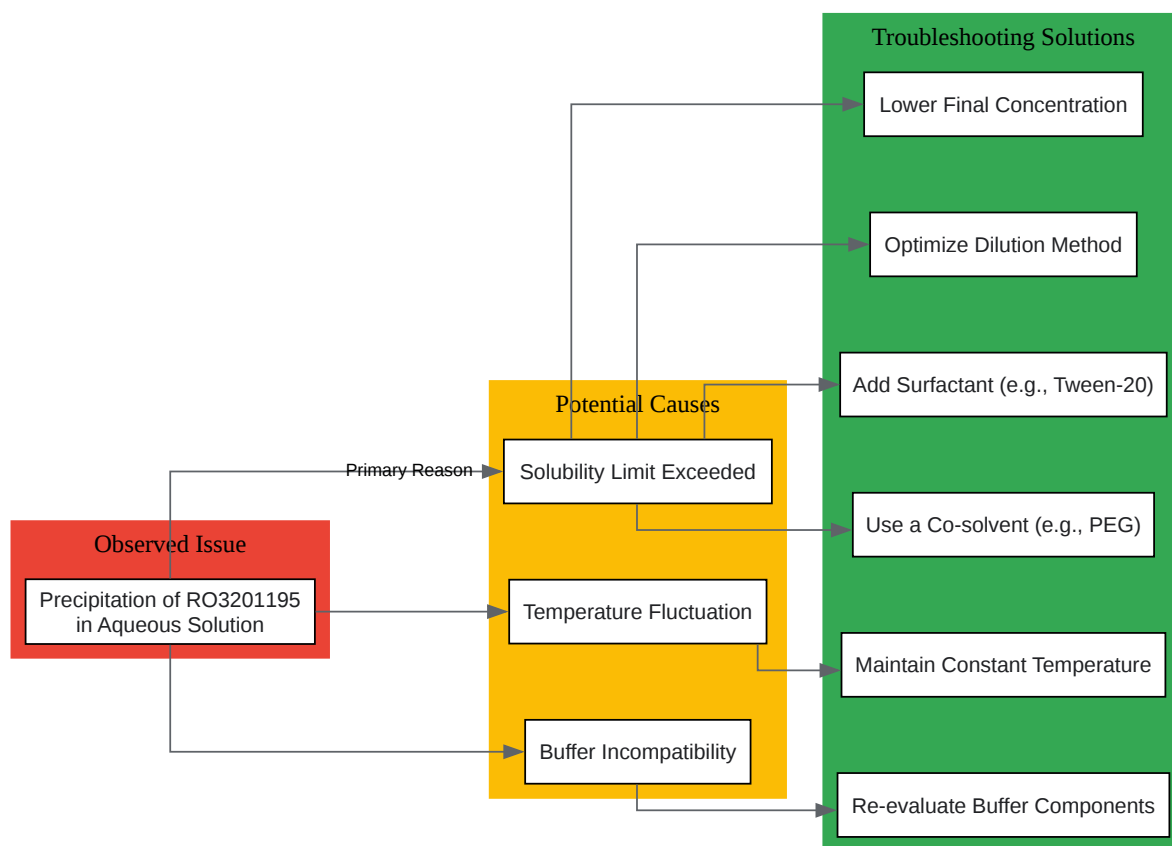 Troubleshooting Solutions
Lower Final Concentration
Optimize Dilution Method
Add Surfactant (e.g., Tween-20)
Potential Causes
Primary Reason
Solubility Limit Exceeded
Use a Co-solvent (e.g., PEG)
Observed Issue
Precipitation of RO3201195
in Aqueous Solution
Temperature Fluctuation
Maintain Constant Temperature
Buffer Incompatibility
Re-evaluate Buffer Components